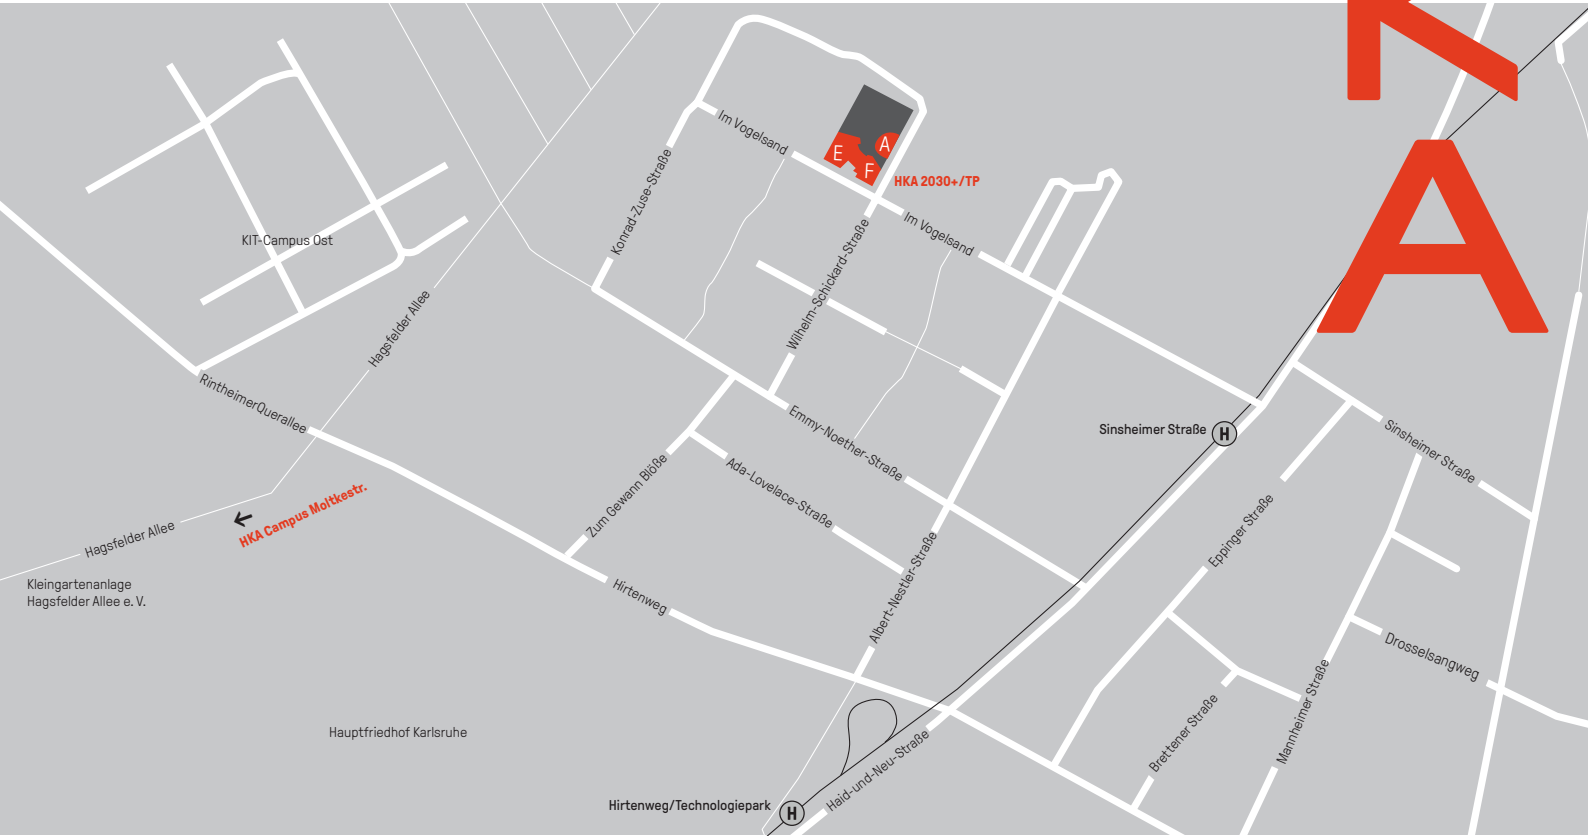 K
A
Im Vogelsand
E
A
F
HKA 2030+/TP
Konrad-Zuse-Straße
Im Vogelsand
Wilhelm-Schickard-Straße
KIT-Campus Ost
Hagsfelder Allee
RintheimerQuerallee
Emmy-Noether-Straße
Sinsheimer Straße
H
Sinsheimer Straße
Zum Gewann Blöße
Ada-Lovelace-Straße
Eppinger Straße
HKA Campus Moltkestr.
Hagsfelder Allee
Kleingartenanlage
Hagsfelder Allee e. V.
Hirtenweg
Albert-Nestler-Straße
Drosselsangweg
Mannheimer Straße
Brettener Straße
Hauptfriedhof Karlsruhe
Haid-und-Neu-Straße
Hirtenweg/Technologiepark
H